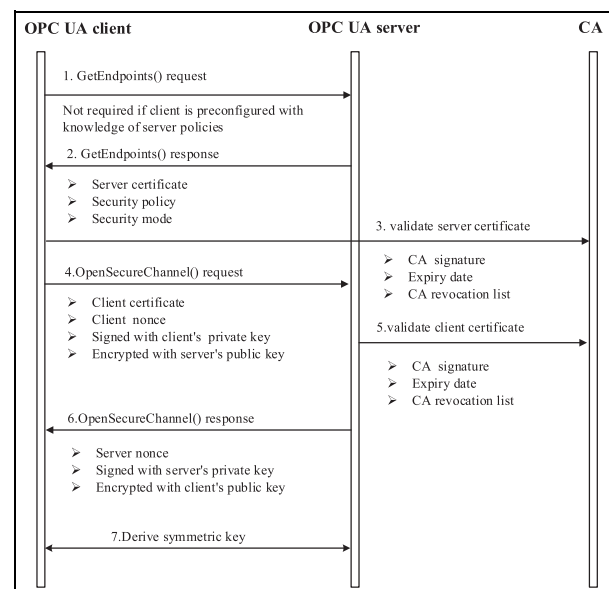 OPC UA client OPC UA server CA
1. GetEndpoints() request
Not required if client is preconfigured with
knowledge of server policies
2. GetEndpoints() response
➢ Server certificate
➢ Security policy
➢ Security mode
3. validate server certificate
➢ CA signature
➢ Expiry date
➢ CA revocation list
4.OpenSecureChannel() request
➢ Client certificate
➢ Client nonce
➢ Signed with client's private key
➢ Encrypted with server's public key
5.validate client certificate
➢ CA signature
➢ Expiry date
➢ CA revocation list
6.OpenSecureChannel() response
➢ Server nonce
➢ Signed with server's private key
➢ Encrypted with client's public key
7.Derive symmetric key